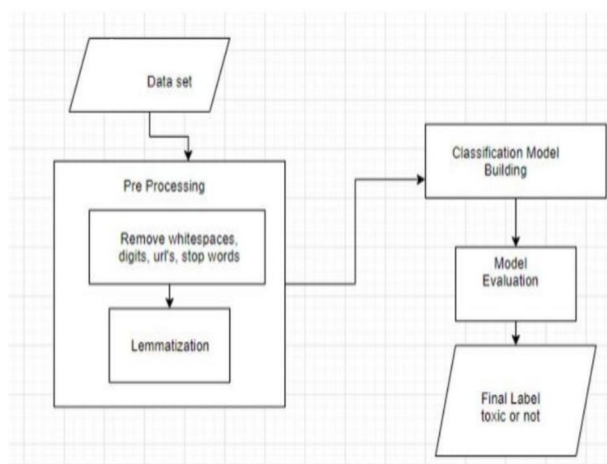 Data set
Pre Processing
Remove whitespaces,
digits, url's, stop words
Lemmatization
Classification Model
Building
Model
Evaluation
Final Label
toxic or not